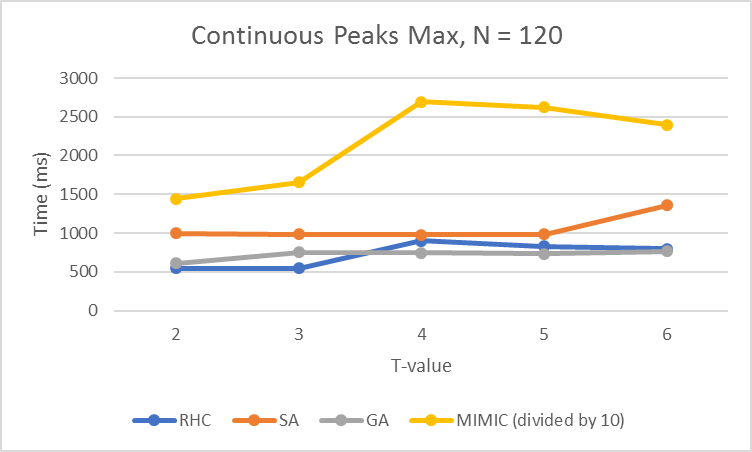 Continuous Peaks Max, N = 120
3000
2500
2000
1500
1000
500
0
Time (ms)
2 3 4 5 6
T-value
RHC SA GA MIMIC (divided by 10)